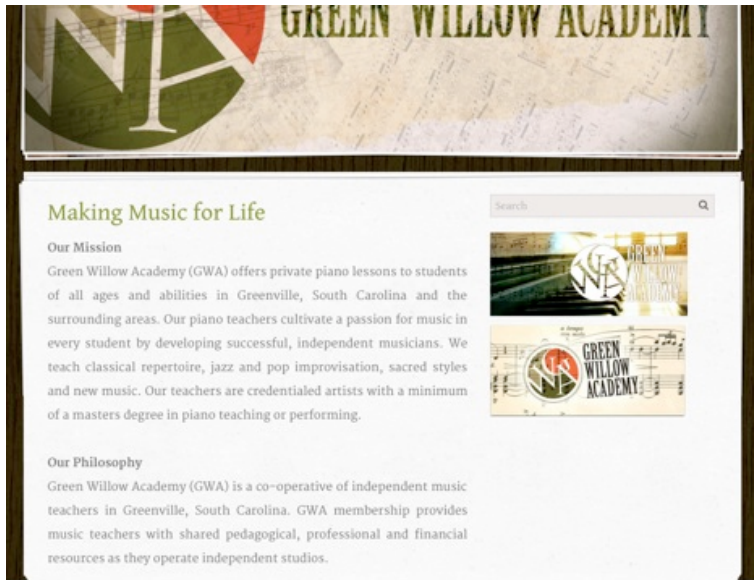 GREEN WILLOW ACADEMY
WA
Making Music for Life
Search
Our Mission
Green Willow Academy (GWA) offers private piano lessons to students
of all ages and abilities in Greenville, South Carolina and the
surrounding areas. Our piano teachers cultivate a passion for music in
every student by developing successful, independent musicians. We
teach classical repertoire, jazz and pop improvisation, sacred styles
and new music. Our teachers are credentialed artists with a minimum
of a masters degree in piano teaching or performing.
GREEN
WILLOW
ACADEMY
GREEN
WILLOW
ACADEMY
Our Philosophy
Green Willow Academy (GWA) is a co-operative of independent music
teachers in Greenville, South Carolina. GWA membership provides
music teachers with shared pedagogical, professional and financial
resources as they operate independent studios.